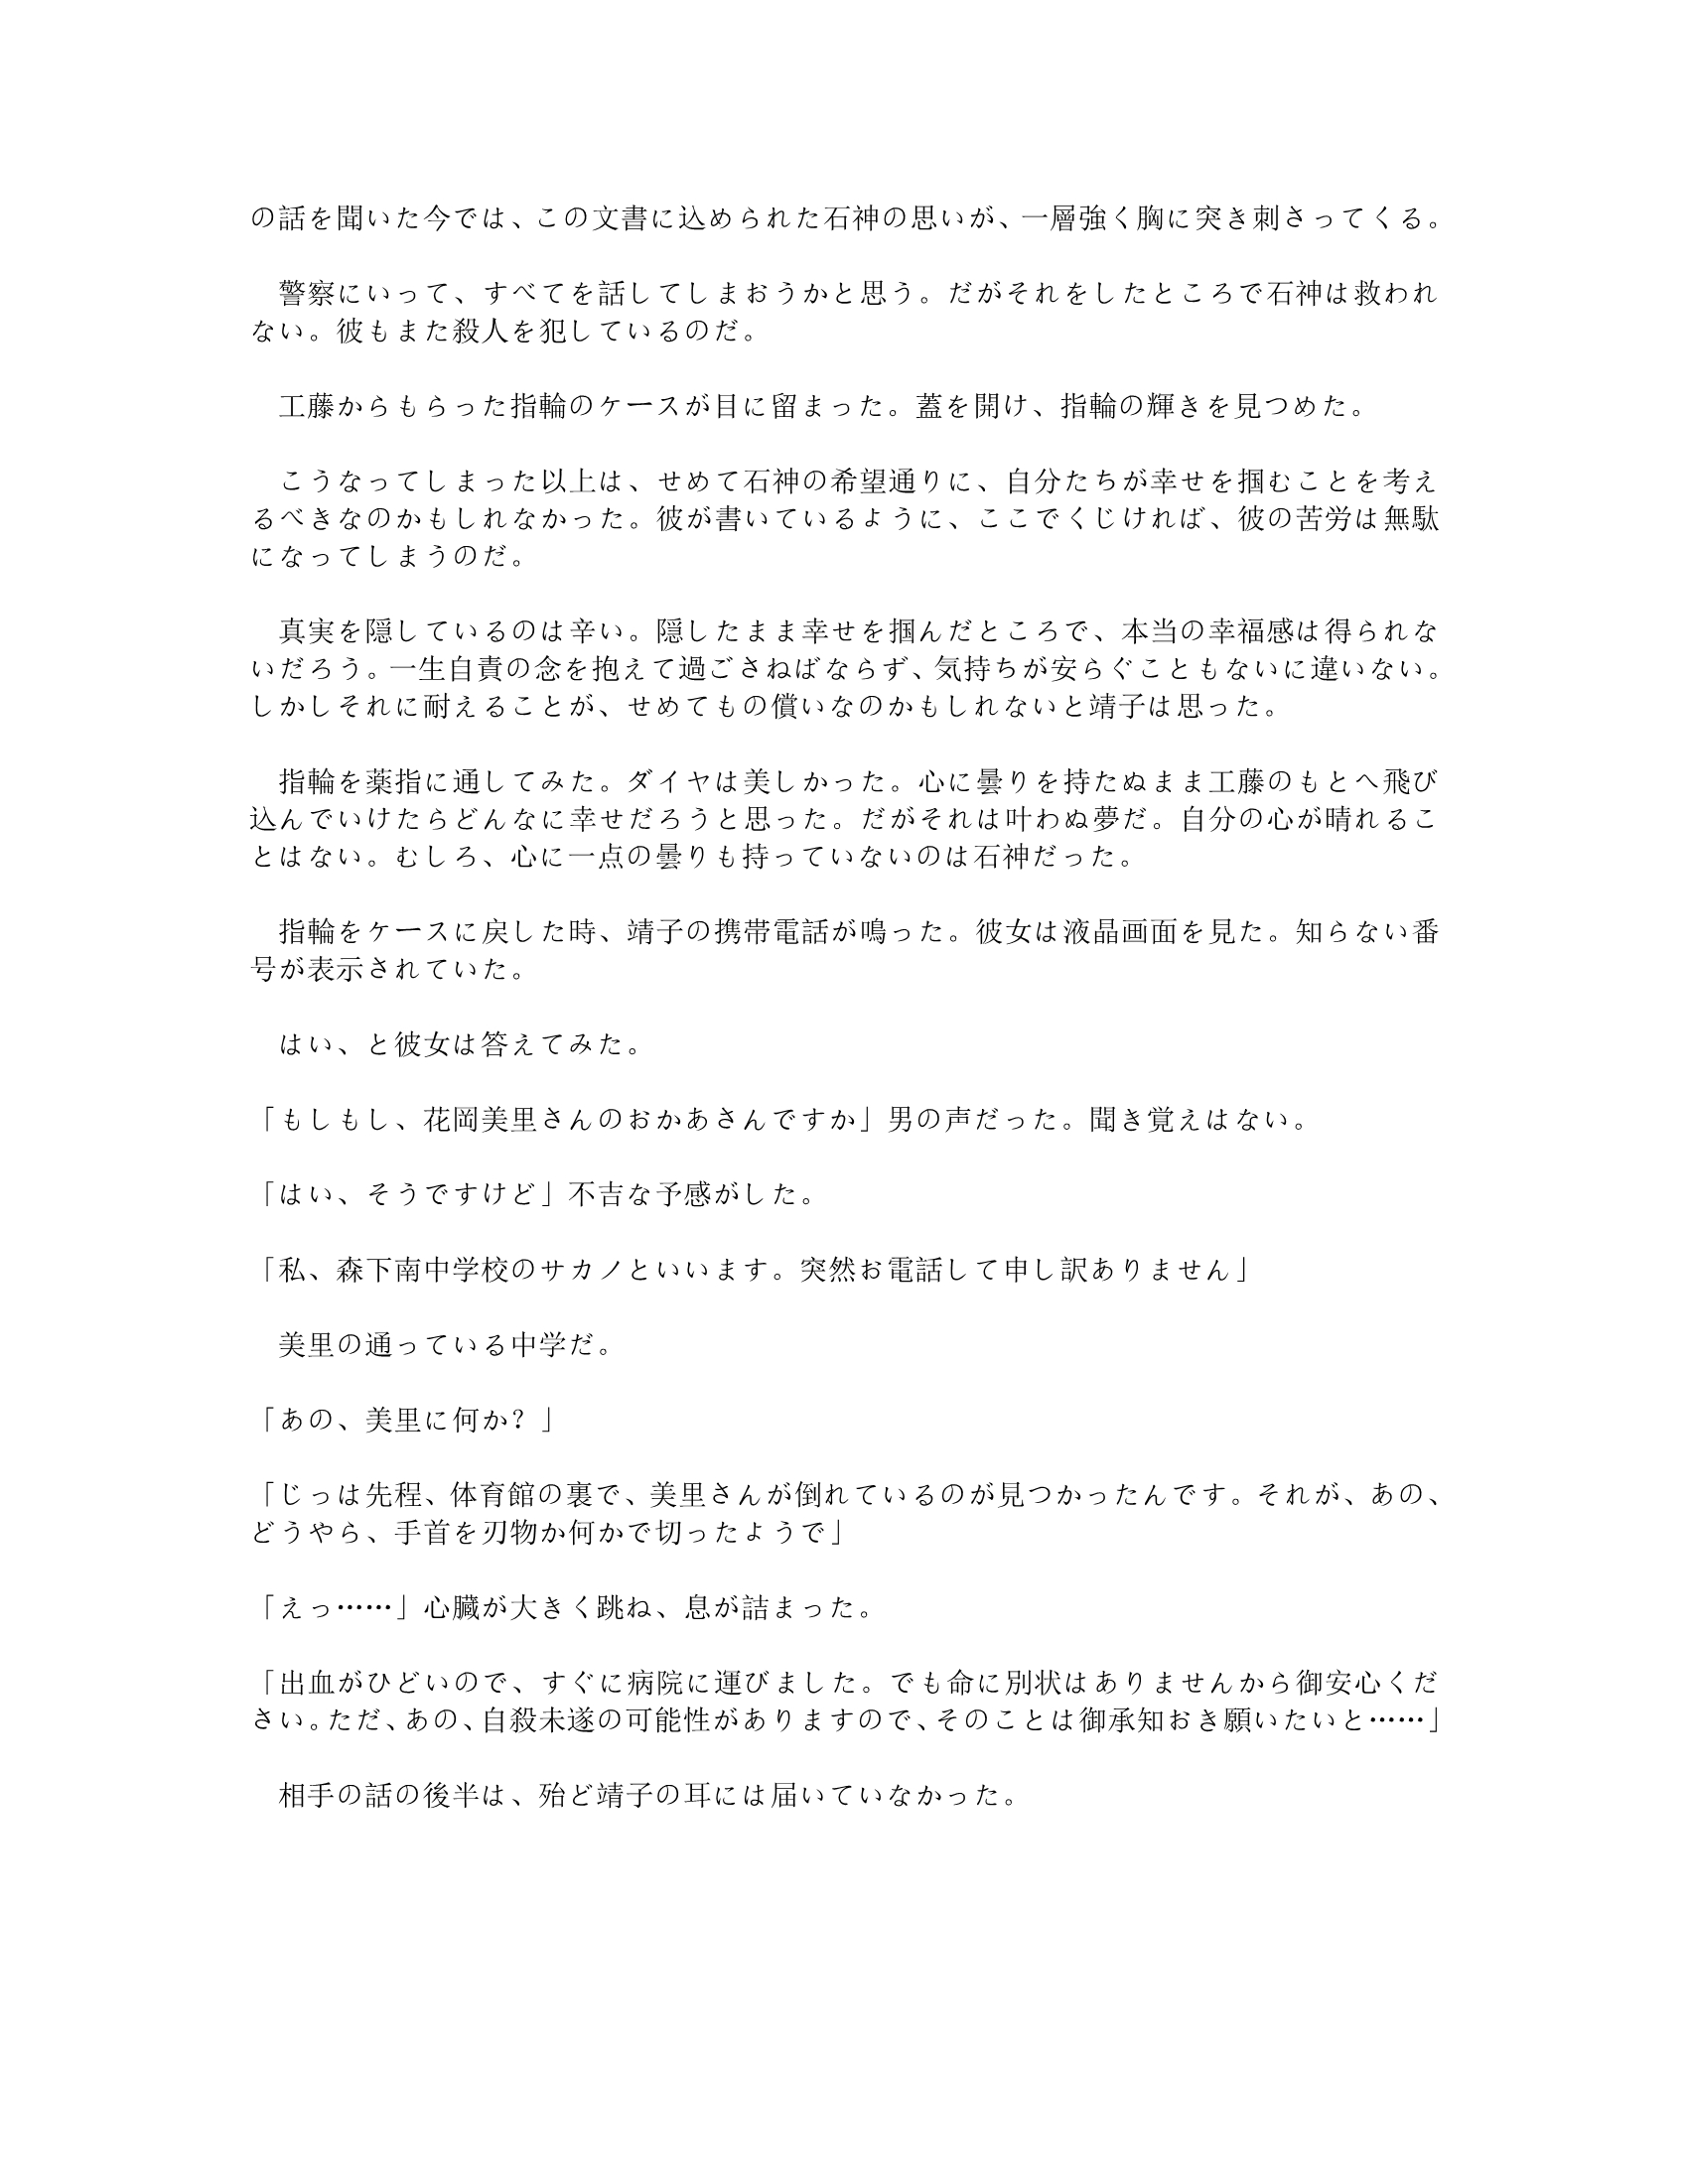 の話を聞いた今では、この文書に込められた石神の思いが、一層強く胸に突き刺さってくる。
　警察にいって、すべてを話してしまおうかと思う。だがそれをしたところで石神は救われ
ない。彼もまた殺人を犯しているのだ。
　工藤からもらった指輪のケースが目に留まった。蓋を開け、指輪の輝きを見つめた。
　こうなってしまった以上は、せめて石神の希望通りに、自分たちが幸せを掴むことを考え
るべきなのかもしれなかった。彼が書いているように、ここでくじければ、彼の苦労は無駄
になってしまうのだ。
　真実を隠しているのは辛い。隠したまま幸せを掴んだところで、本当の幸福感は得られな
いだろう。一生自責の念を抱えて過ごさねばならず、気持ちが安らぐこともないに違いない。
しかしそれに耐えることが、せめてもの償いなのかもしれないと靖子は思った。
　指輪を薬指に通してみた。ダイヤは美しかった。心に曇りを持たぬまま工藤のもとへ飛び
込んでいけたらどんなに幸せだろうと思った。だがそれは叶わぬ夢だ。自分の心が晴れるこ
とはない。むしろ、心に一点の曇りも持っていないのは石神だった。
　指輪をケースに戻した時、靖子の携帯電話が鳴った。彼女は液晶画面を見た。知らない番
号が表示されていた。
　はい、と彼女は答えてみた。
「もしもし、花岡美里さんのおかあさんですか」男の声だった。聞き覚えはない。
「はい、そうですけど」不吉な予感がした。
「私、森下南中学校のサカノといいます。突然お電話して申し訳ありません」
　美里の通っている中学だ。
「あの、美里に何か？」
「じっは先程、体育館の裏で、美里さんが倒れているのが見つかったんです。それが、あの、
どうやら、手首を刃物か何かで切ったようで」
「えっ……」心臓が大きく跳ね、息が詰まった。
「出血がひどいので、すぐに病院に運びました。でも命に別状はありませんから御安心くだ
さい。ただ、あの、自殺未遂の可能性がありますので、そのことは御承知おき願いたいと……」
　相手の話の後半は、殆ど靖子の耳には届いていなかった。